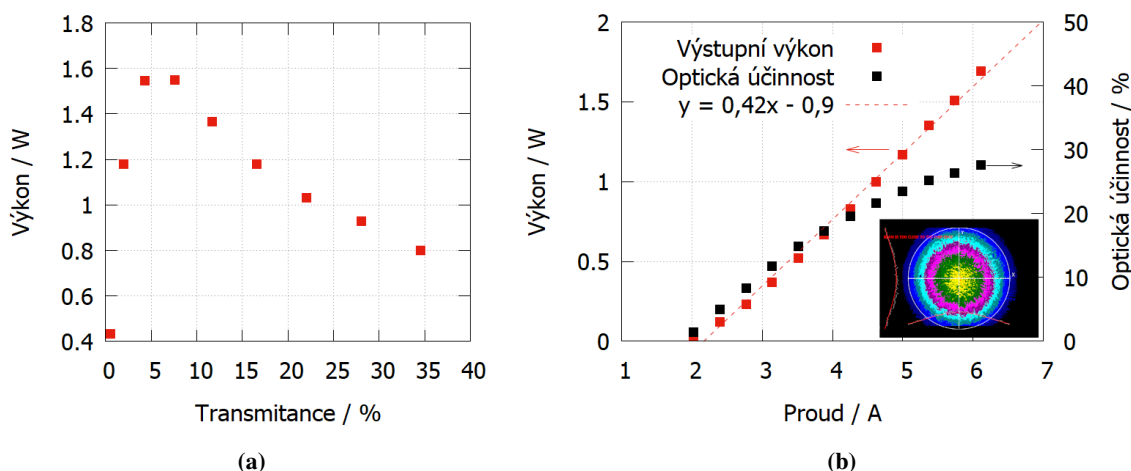 1.8
1.6
1.4
1.2
1
0.8
0.6
0.4
Výkon / W
0 5 10 15 20 25 30 35 40
Transmitance / %
(a)
2
1.5
1
0.5
0
Výkon / W
Výstupní výkon
Optická účinnost
y = 0,42x - 0,9
x
50
40
30
20
10
0
Optická účinnost / %
1 2 3 4 5 6 7
Proud / A
(b)